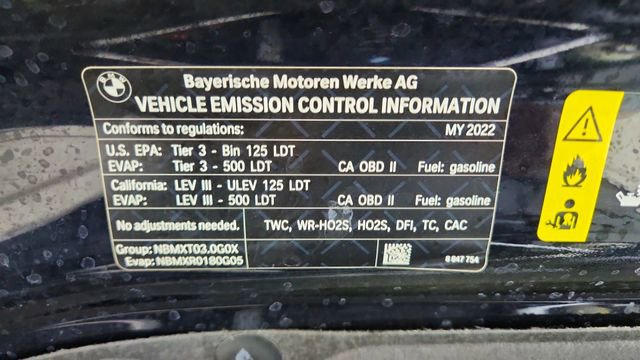 BMW
Bayerische Motoren Werke AG
VEHICLE EMISSION CONTROL INFORMATION
Conforms to regulations: MY 2022
U.S. EPA: Tier 3 - Bin 125 LDT
EVAP: Tier 3 - 500 LDT CA OBD II Fuel: gasoline
California: LEV III - ULEV 125 LDT
EVAP: LEV III - 500 LDT CA OBD II Fuel: gasoline
No adjustments needed. TWC, WR-HO2S, HO2S, DFI, TC, CAC
Group: NBMXT03.0G0X
Evap: NBMXR0180G05
8 847 754